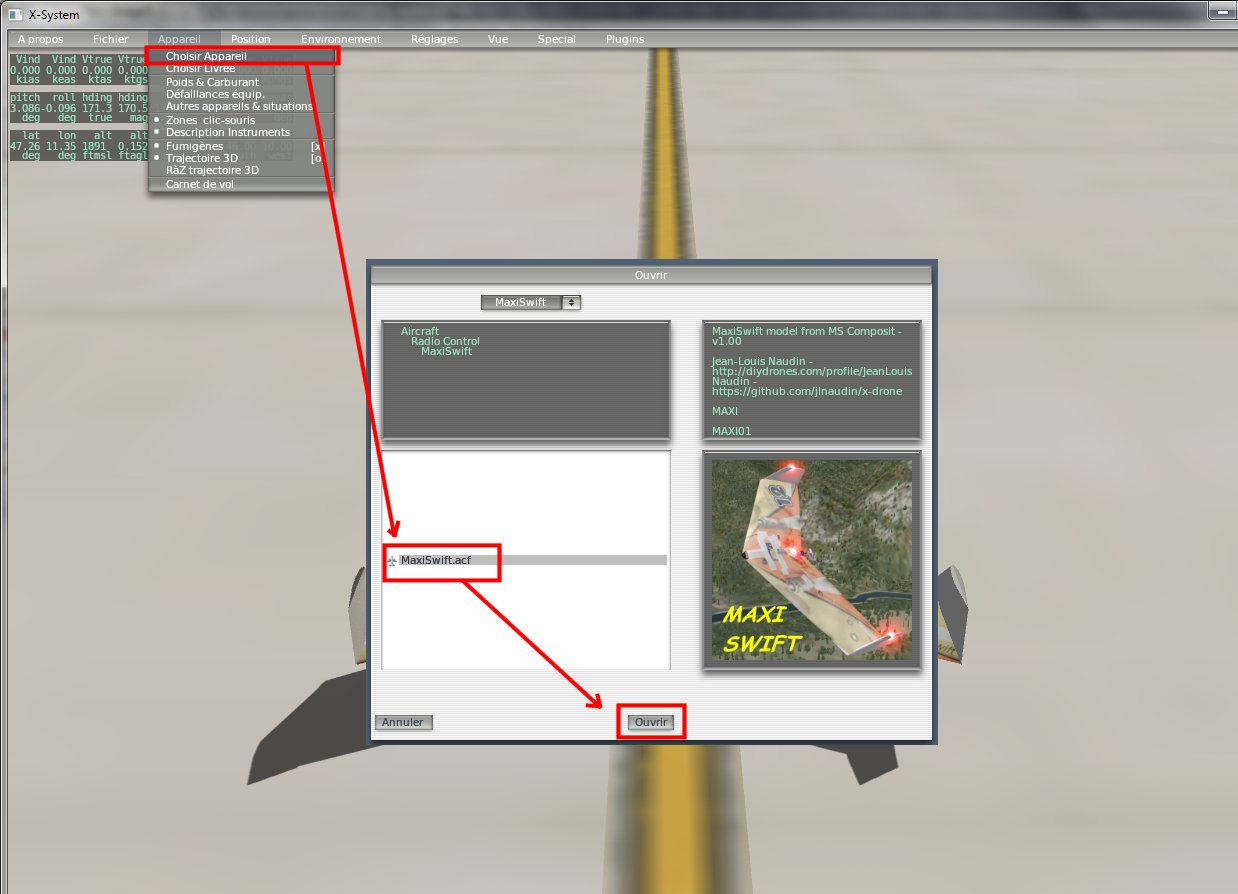 X-System
A propos Fichier Appareil Position Environnement Réglages Vue Special Plugins
Vind Vind Vtrue Vtrue
0.000 0.000 0.000 0.000
kias keas ktas ktgs
pitch roll hding hding
3.086 -0.096 171.3 170.5
deg deg true mag
lat lon alt alt
47.26 11.35 1891 0.152
deg deg ftmsl ftagl
Choisir Appareil
Choisir Livrée
Poids & Carburant
Défaillances équip.
Autres appareils & situations
Zones clic-souris
Description Instruments
Fumigènes [x]
Trajectoire 3D [o
RàZ trajectoire 3D
Carnet de vol
Ouvrir
MaxiSwift
Aircraft
Radio Control
MaxiSwift
MaxiSwift model from MS Composit -
v1.00
Jean-Louis Naudin -
http://diydrones.com/profile/JeanLouis
Naudin -
https://github.com/jlnaudin/x-drone
MAXI
MAXI01
MaxiSwift.acf
MAXI
SWIFT
Annuler
Ouvrir